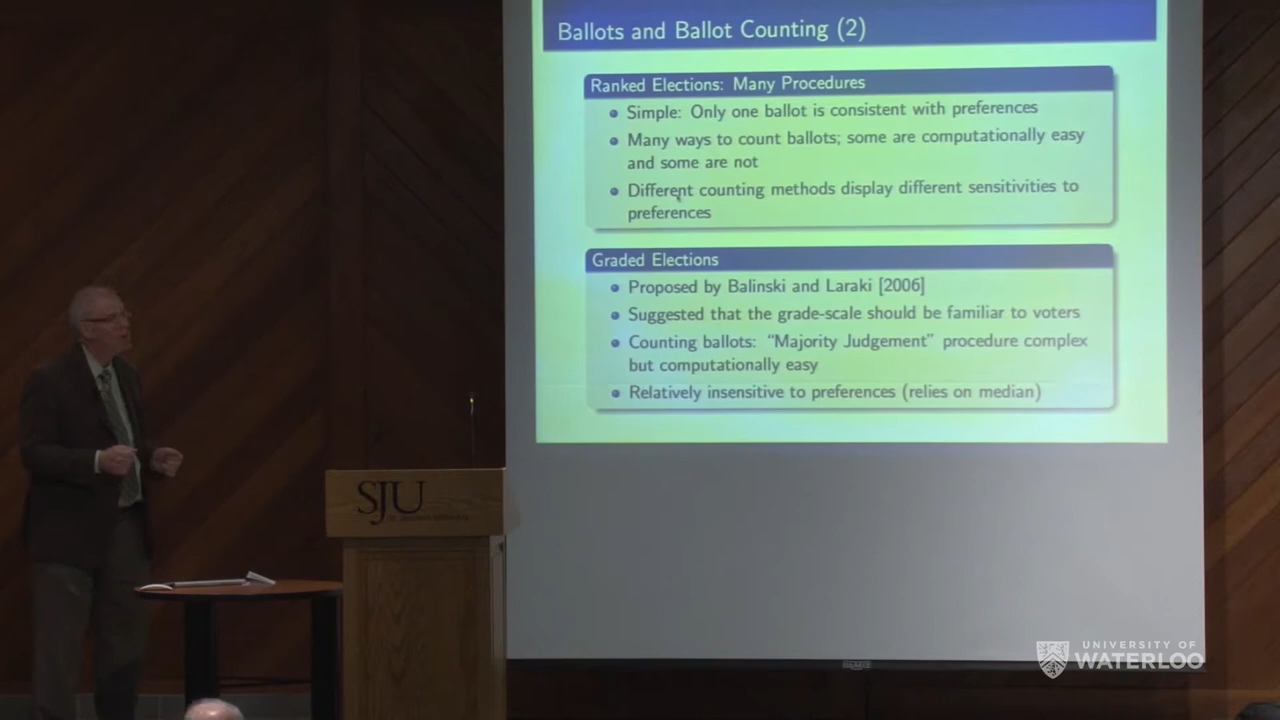 Ballots and Ballot Counting (2)
Ranked Elections: Many Procedures
Simple: Only one ballot is consistent with preferences
Many ways to count ballots; some are computationally easy
and some are not
Different counting methods display different sensitivities to
preferences
Graded Elections
Proposed by Balinski and Laraki [2006]
Suggested that the grade-scale should be familiar to voters
Counting ballots: "Majority Judgement" procedure complex
but computationally easy
Relatively insensitive to preferences (relies on median)
SJU
UNIVERSITY OF
WATERLOO